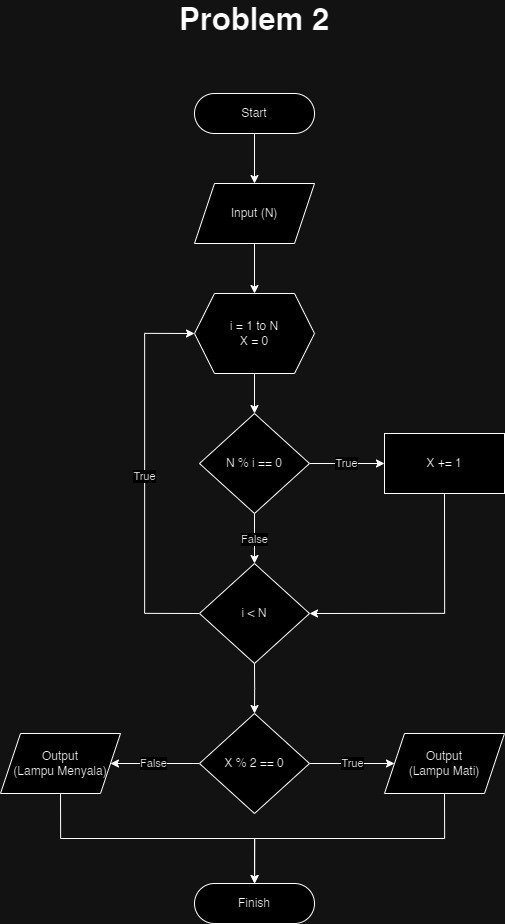 Problem 2
Start
Input (N)
i = 1 to N
X = 0
N % i == 0
True
X += 1
True
False
i < N
X % 2 == 0
False
True
Output
(Lampu Menyala)
Output
(Lampu Mati)
Finish